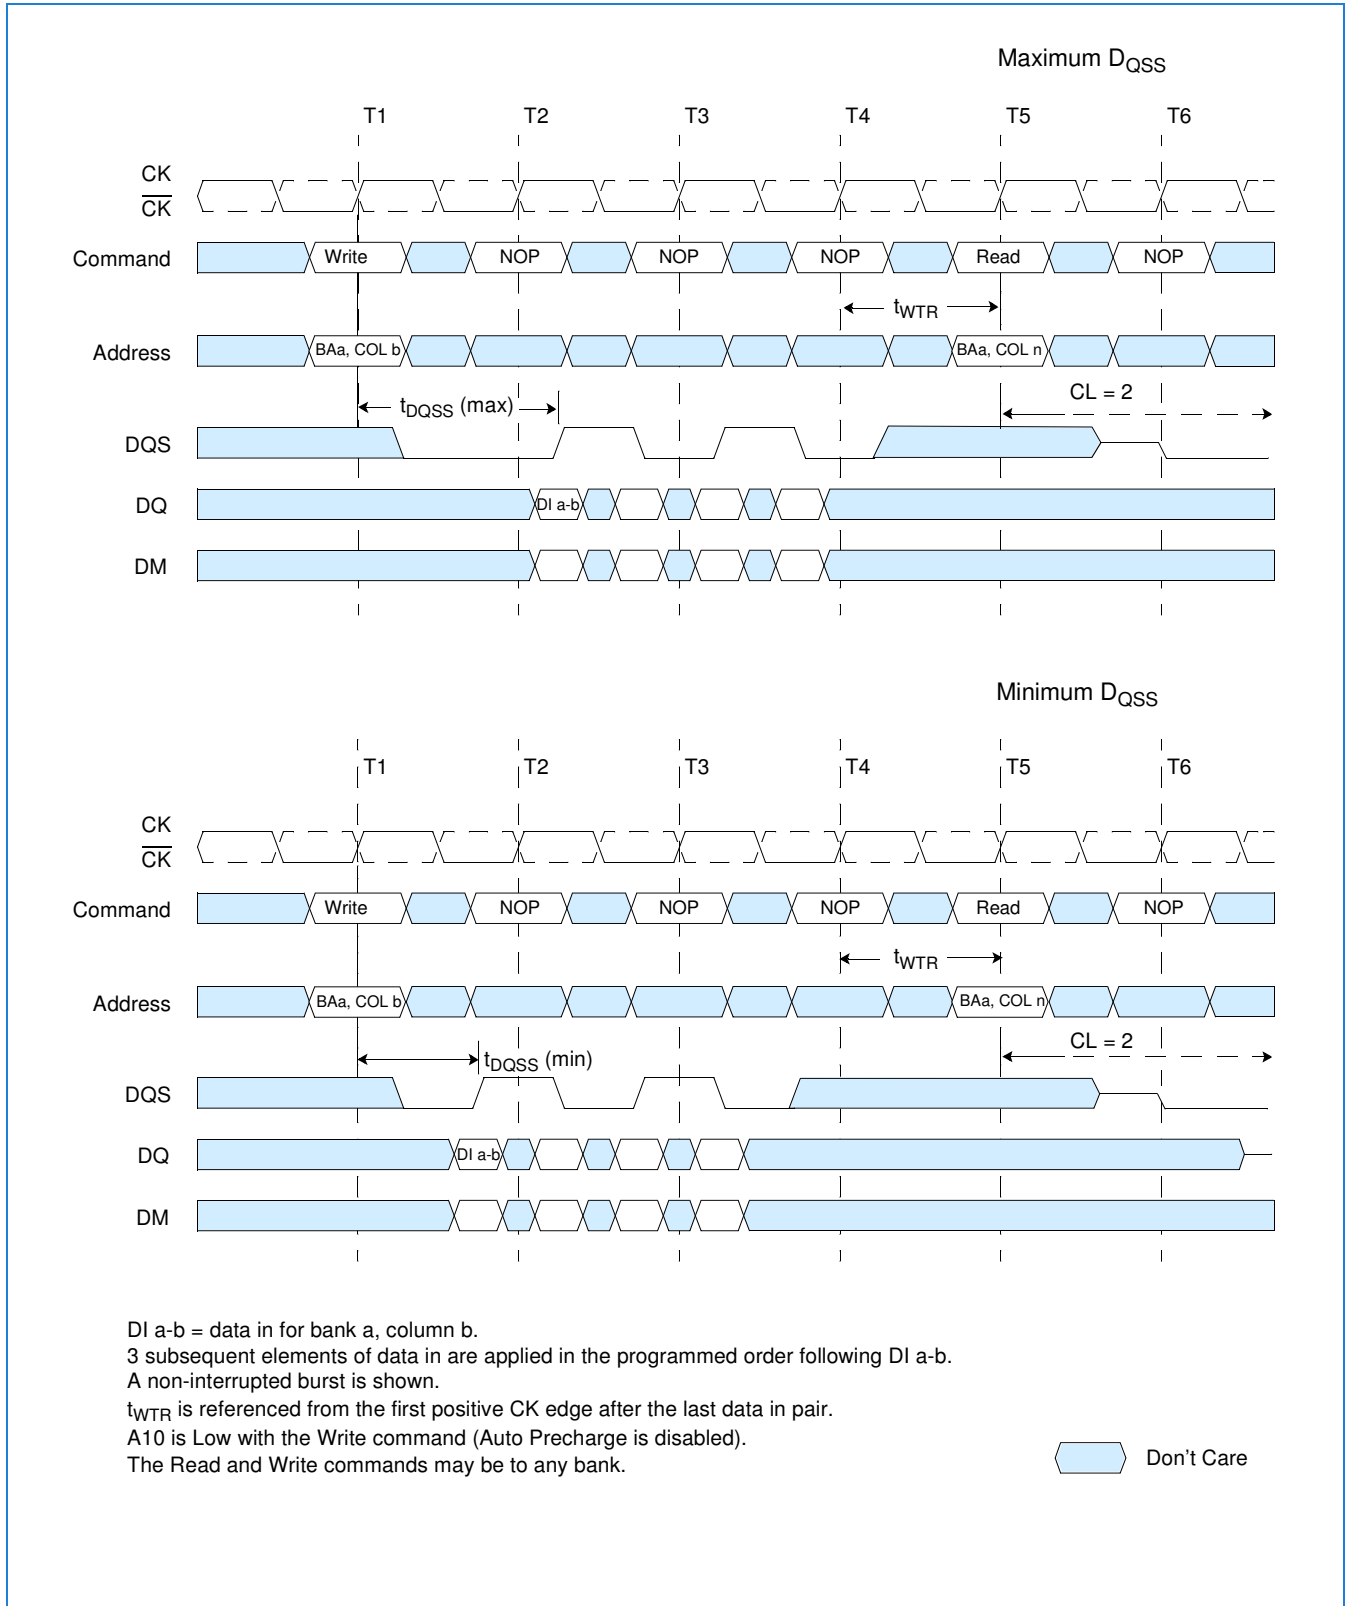 Maximum DQSS
T1 T2 T3 T4 T5 T6
CK
CK
Command Write NOP NOP NOP Read NOP
tWTR
Address BAa, COL b BAa, COL n
CL = 2
tDQSS (max)
DQS
DQ DI a-b
DM
Minimum DQSS
T1 T2 T3 T4 T5 T6
CK
CK
Command Write NOP NOP NOP Read NOP
tWTR
Address BAa, COL b BAa, COL n
CL = 2
tDQSS (min)
DQS
DQ DI a-b
DM
DI a-b = data in for bank a, column b.
3 subsequent elements of data in are applied in the programmed order following DI a-b.
A non-interrupted burst is shown.
tWTR is referenced from the first positive CK edge after the last data in pair.
A10 is Low with the Write command (Auto Precharge is disabled).
The Read and Write commands may be to any bank.
Don't Care